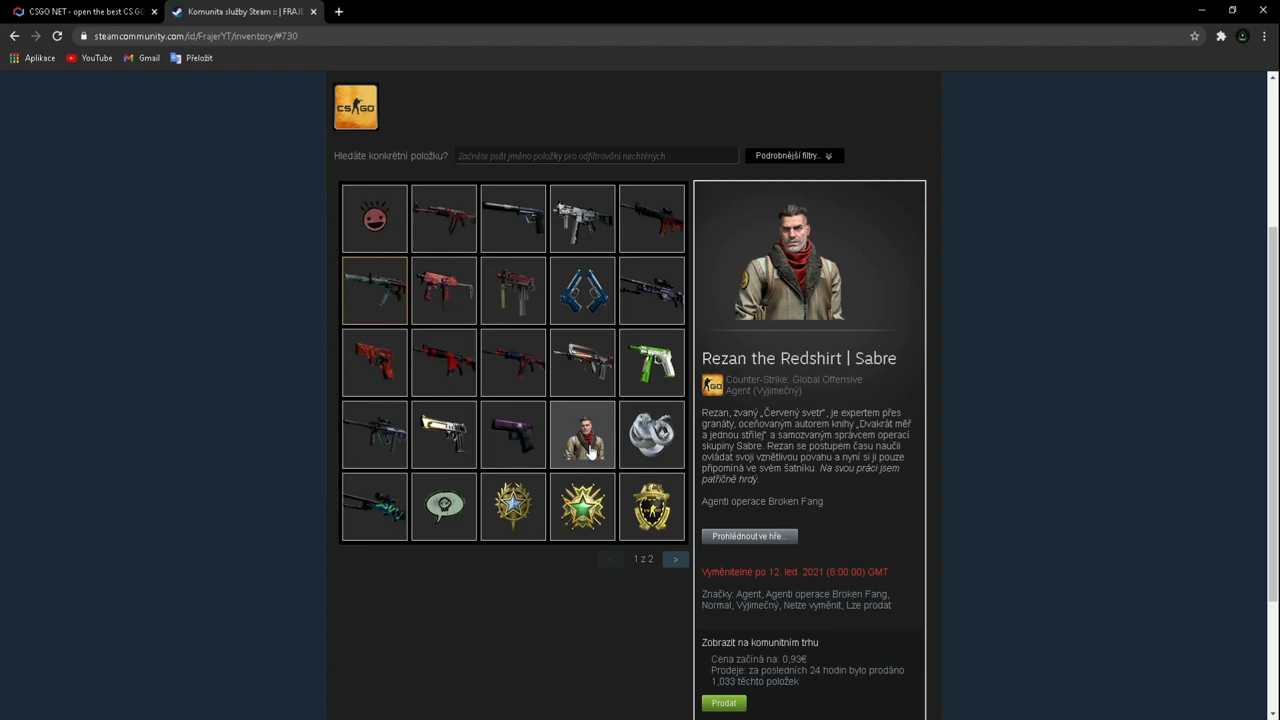 CSGO NET - open the best CS GO
Komunita služby Steam :: | FRAJE
steamcommunity.com/id/FrajerYT/inventory/#730
Aplikace
YouTube
Gmail
Přeložit
CS GO
Hledáte konkrétní položku?
Začněte psát jméno položky pro odfiltrování nechtěných
Podrobnější filtry...
Rezan the Redshirt | Sabre
GO
Counter-Strike: Global Offensive
Agent (Výjimečný)
Rezan, zvaný „Červený svetr“, je expertem přes
granáty, oceňovaným autorem knihy „Dvakrát měř
a jednou střílej“ a samozvaným správcem operací
skupiny Sabre. Rezan se postupem času naučil
ovládat svoji vznětlivou povahu a nyní si ji pouze
připomíná ve svém šatníku. Na svou práci jsem
patřičně hrdý.
Agenti operace Broken Fang
Prohlédnout ve hře...
< 1 z 2 >
Vyměnitelné po 12. led. 2021 (8:00:00) GMT
Značky: Agent, Agenti operace Broken Fang,
Normal, Výjimečný, Nelze vyměnit, Lze prodat
Zobrazit na komunitním trhu
Cena začíná na: 0,93€
Prodeje: za posledních 24 hodin bylo prodáno
1,033 těchto položek
Prodat